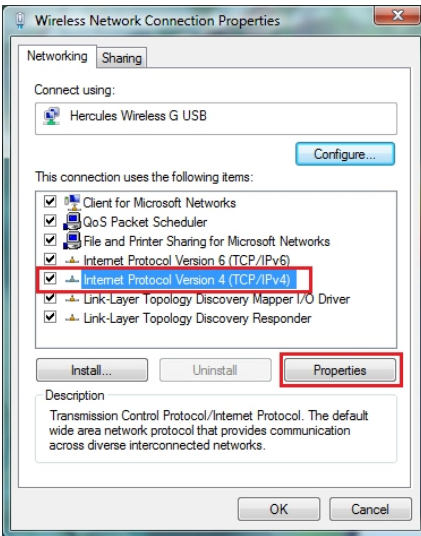 Wireless Network Connection Properties
Networking
Sharing
Connect using:
Hercules Wireless G USB
Configure...
This connection uses the following items:
Client for Microsoft Networks
QoS Packet Scheduler
File and Printer Sharing for Microsoft Networks
Internet Protocol Version 6 (TCP/IPv6)
Internet Protocol Version 4 (TCP/IPv4)
Link-Layer Topology Discovery Mapper I/O Driver
Link-Layer Topology Discovery Responder
Install...
Uninstall
Properties
Description
Transmission Control Protocol/Internet Protocol. The default
wide area network protocol that provides communication
across diverse interconnected networks.
OK
Cancel